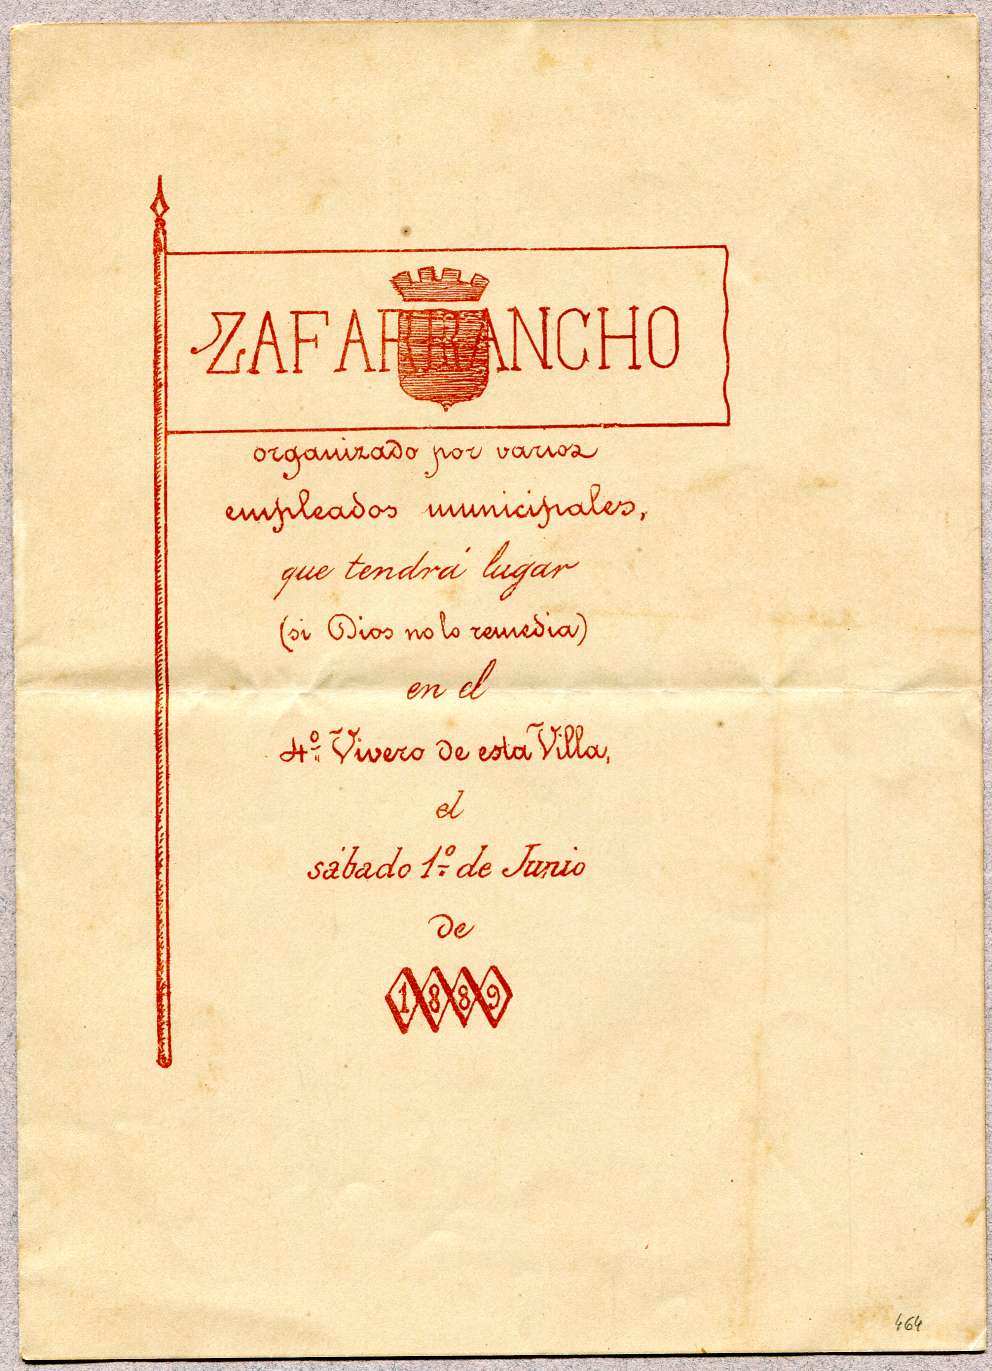 ZAFARRANCHO
organizado por varios
empleados municipales,
que tendrá lugar
(si Dios no lo remedia)
en el
4º Vivero de esta Villa,
el
sábado 1º de Junio
de
1889
464